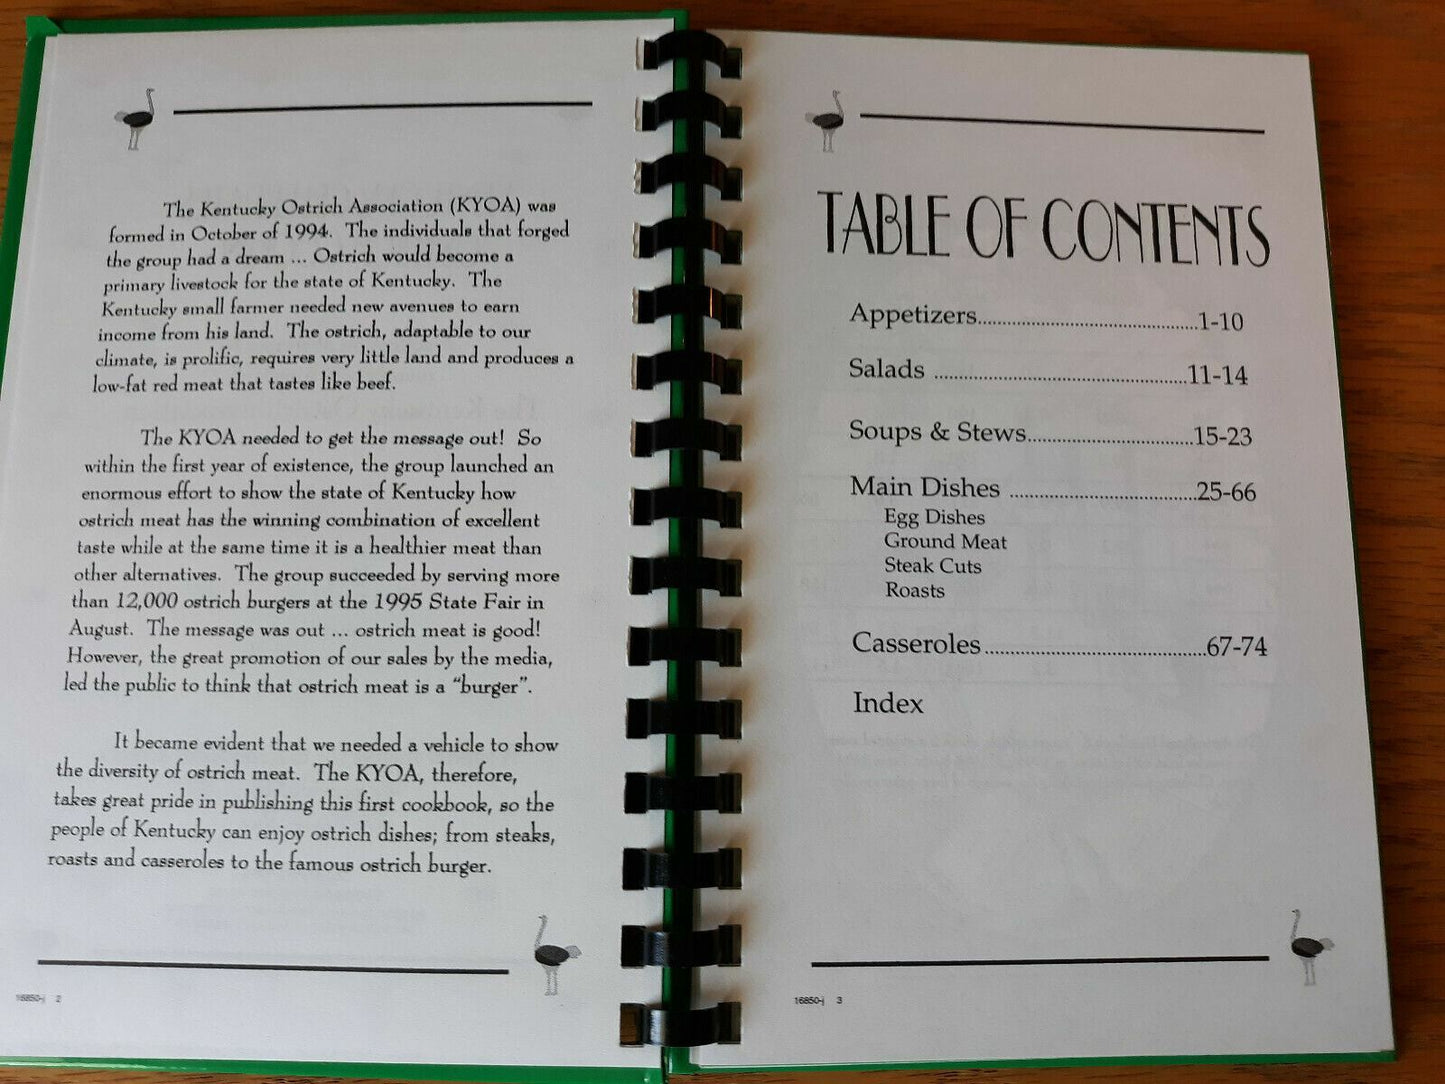 The Kentucky Ostrich Association (KYOA) was
formed in October of 1994. The individuals that forged
the group had a dream ... Ostrich would become a
primary livestock for the state of Kentucky. The
Kentucky small farmer needed new avenues to earn
income from his land. The ostrich, adaptable to our
climate, is prolific, requires very little land and produces a
low-fat red meat that tastes like beef.
The KYOA needed to get the message out! So
within the first year of existence, the group launched an
enormous effort to show the state of Kentucky how
ostrich meat has the winning combination of excellent
taste while at the same time it is a healthier meat than
other alternatives. The group succeeded by serving more
than 12,000 ostrich burgers at the 1995 State Fair in
August. The message was out ... ostrich meat is good!
However, the great promotion of our sales by the media,
led the public to think that ostrich meat is a "burger".
It became evident that we needed a vehicle to show
the diversity of ostrich meat. The KYOA, therefore,
takes great pride in publishing this first cookbook, so the
people of Kentucky can enjoy ostrich dishes; from steaks,
roasts and casseroles to the famous ostrich burger.
16850-j 2
TABLE OF CONTENTS
Appetizers..........................................1-10
Salads ..........................................11-14
Soups & Stews............................15-23
Main Dishes ................................25-66
Egg Dishes
Ground Meat
Steak Cuts
Roasts
Casseroles.....................................67-74
Index
16850-j 3